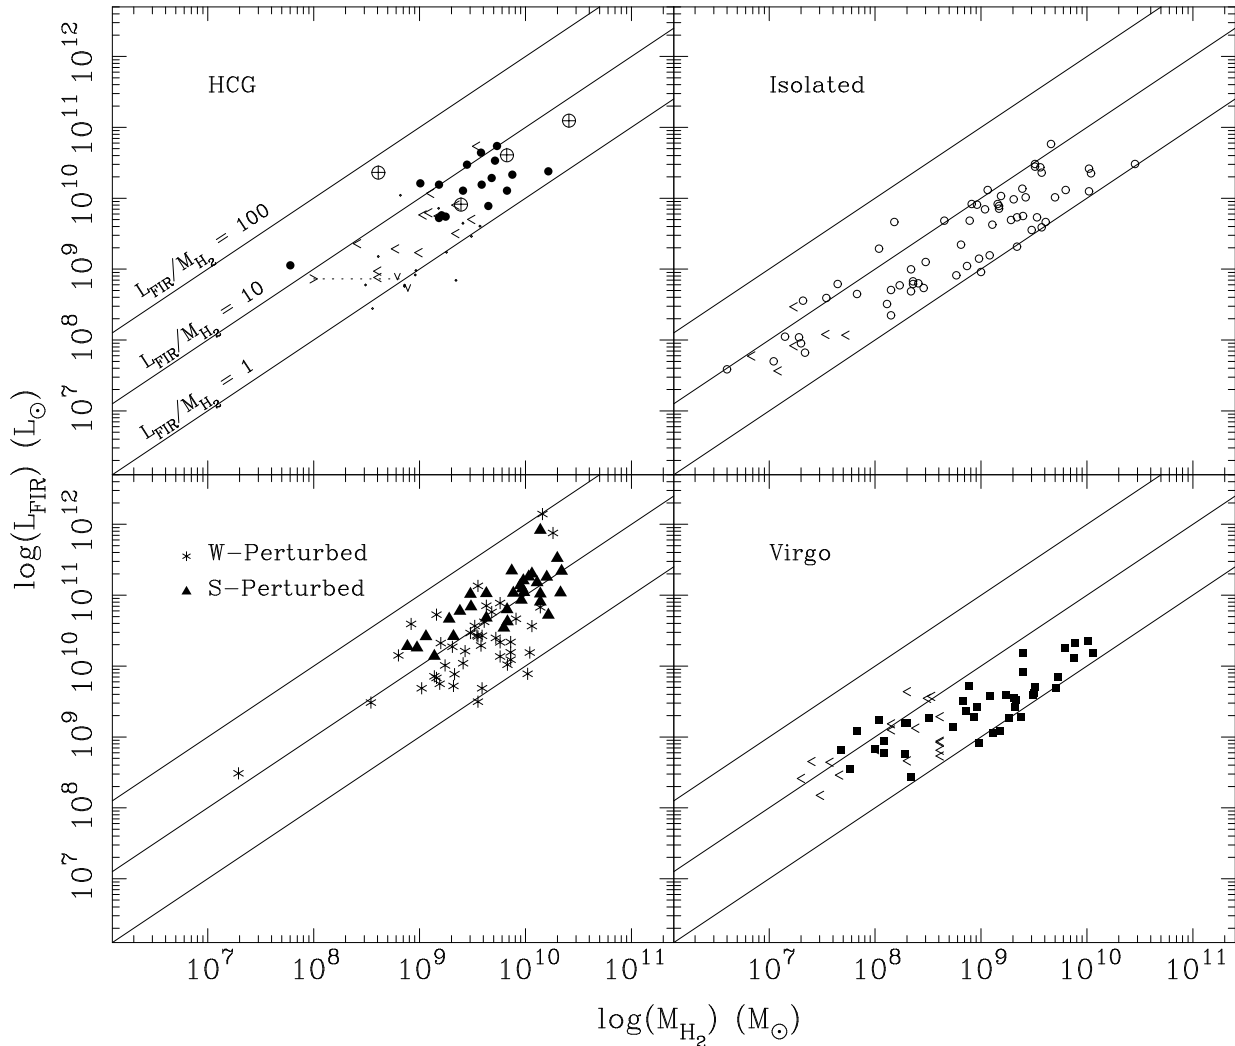 HCG
Isolated
10^12
10^11
10^10
10^9
10^8
10^7
L_FIR/M_H2 = 100
L_FIR/M_H2 = 10
L_FIR/M_H2 = 1
log(L_FIR) (L_⊙)
W-Perturbed
S-Perturbed
Virgo
10^12
10^11
10^10
10^9
10^8
10^7
10^7 10^8 10^9 10^10 10^11 10^7 10^8 10^9 10^10 10^11
log(M_H2) (M_⊙)